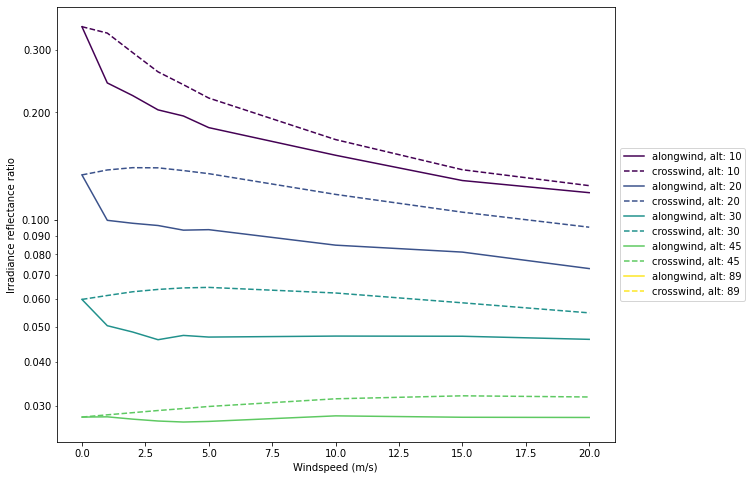 0.300
0.200
0.100
0.090
0.080
0.070
0.060
0.050
0.040
0.030
Irradiance reflectance ratio
0.0 2.5 5.0 7.5 10.0 12.5 15.0 17.5 20.0
Windspeed (m/s)
alongwind, alt: 10
crosswind, alt: 10
alongwind, alt: 20
crosswind, alt: 20
alongwind, alt: 30
crosswind, alt: 30
alongwind, alt: 45
crosswind, alt: 45
alongwind, alt: 89
crosswind, alt: 89